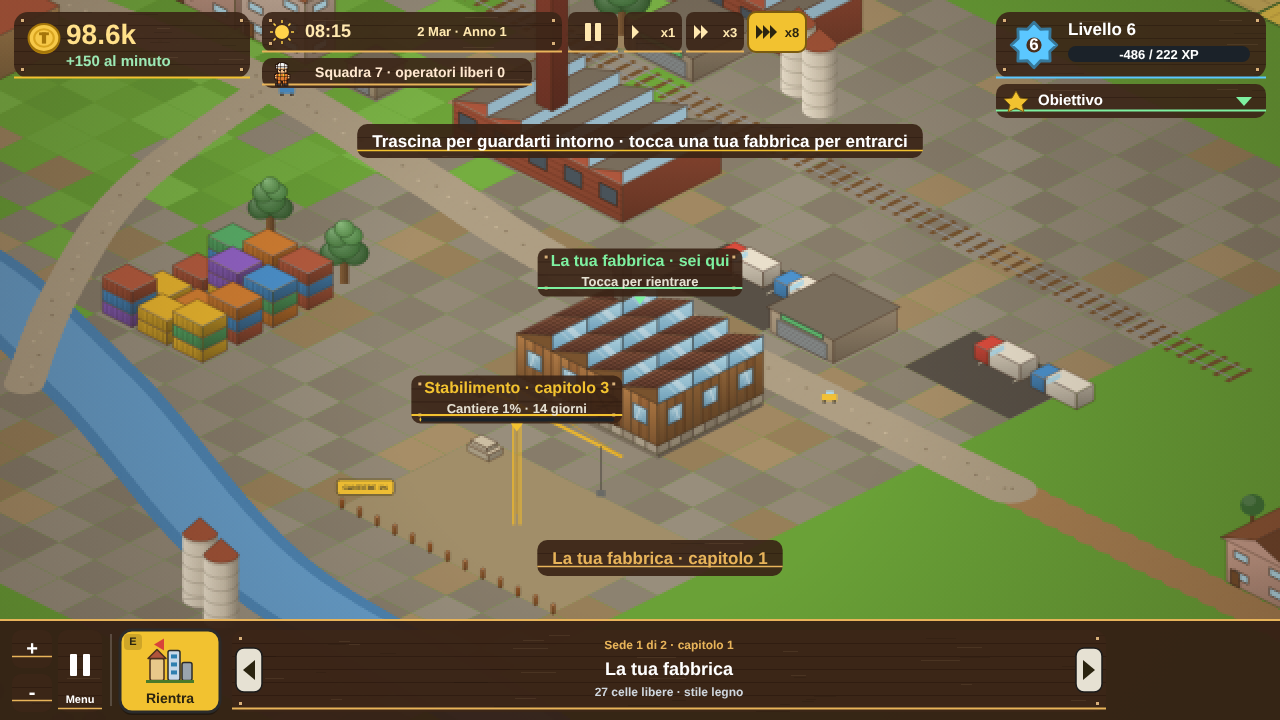 98.6k
+150 al minuto
08:15
2 Mar · Anno 1
x1
x3
x8
6
Livello 6
-486 / 222 XP
Squadra 7 · operatori liberi 0
Obiettivo
Trascina per guardarti intorno · tocca una tua fabbrica per entrarci
La tua fabbrica · sei qui
Tocca per rientrare
Stabilimento · capitolo 3
Cantiere 1% · 14 giorni
La tua fabbrica · capitolo 1
+
-
Menu
E
Rientra
Sede 1 di 2 · capitolo 1
La tua fabbrica
27 celle libere · stile legno